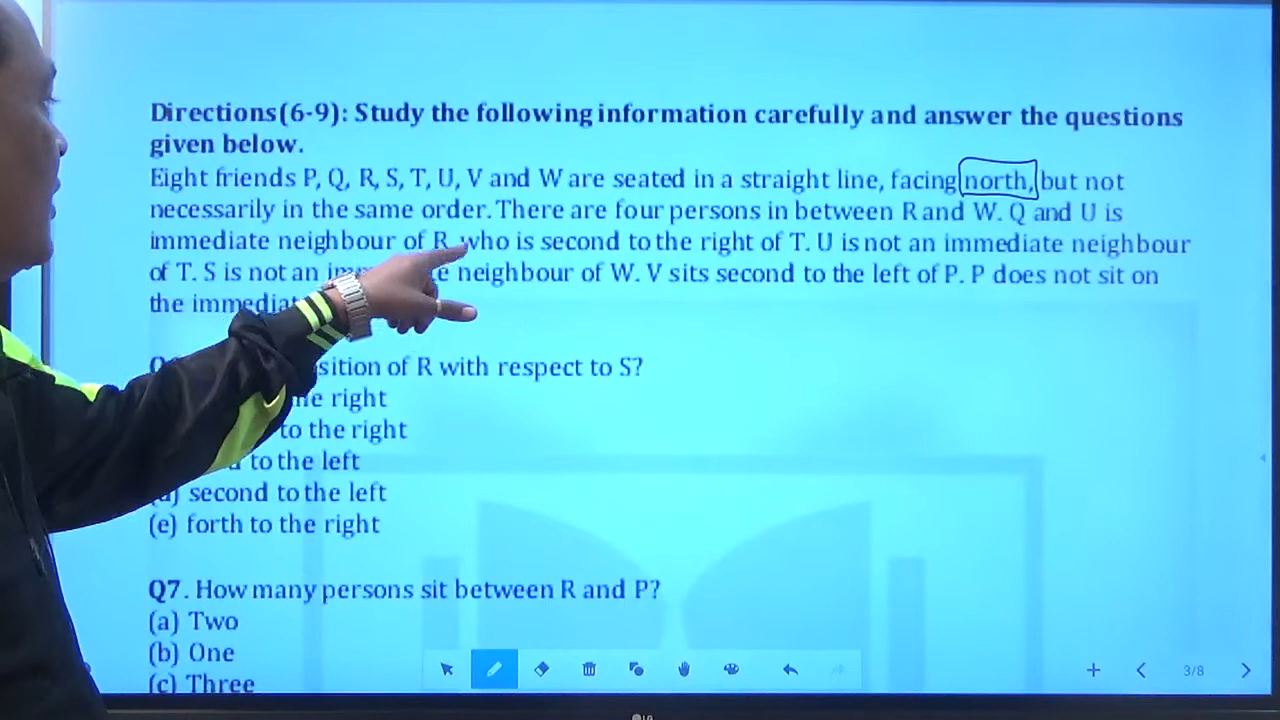 Directions(6-9): Study the following information carefully and answer the questions
given below.
Eight friends P, Q, R, S, T, U, V and W are seated in a straight line, facing north, but not
necessarily in the same order. There are four persons in between R and W. Q and U is
immediate neighbour of R, who is second to the right of T. U is not an immediate neighbour
of T. S is not an neighbour of W. V sits second to the left of P. P does not sit on
the
of R with respect to S?
right
to the right
to the left
(d) second to the left
(e) forth to the right
Q7. How many persons sit between R and P?
(a) Two
(b) One
(c) Three
3/8
LG